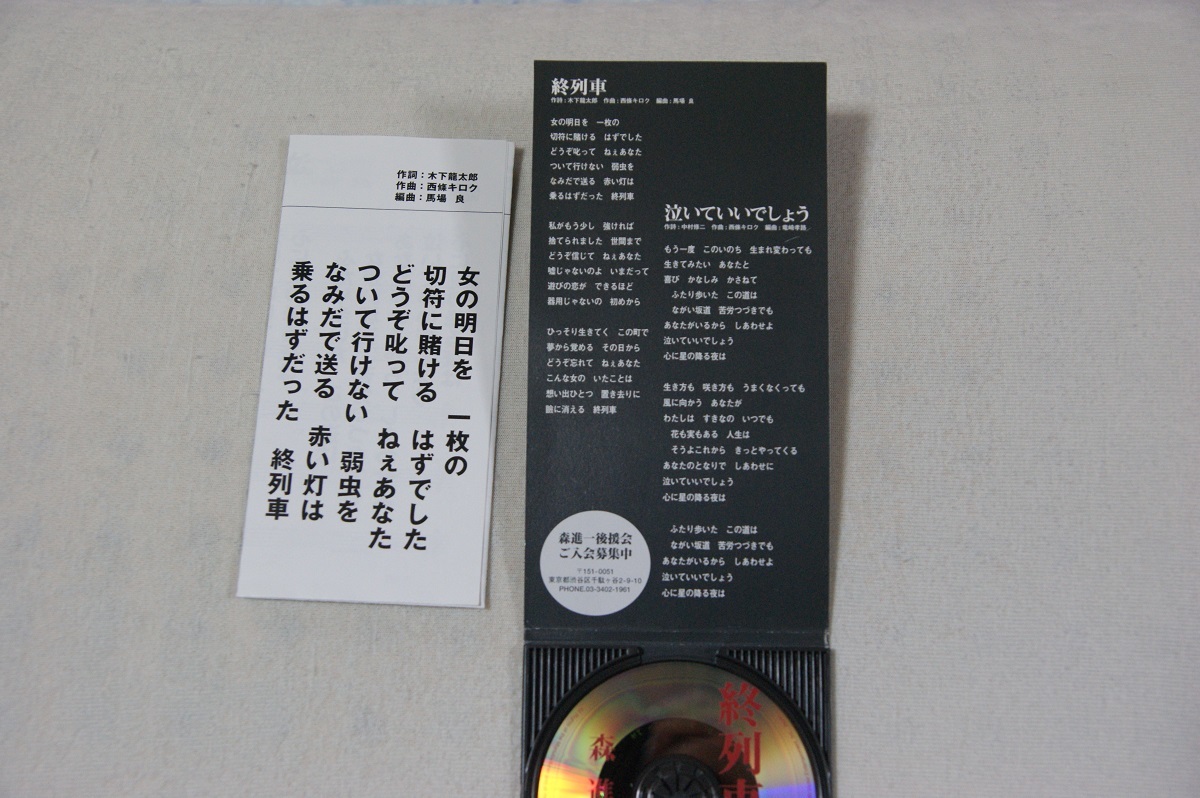 作詞：木下龍太郎
作曲：西條キロク
編曲：馬場　良
女の明日を　一枚の
切符に賭ける　はずでした
どうぞ叱って　ねぇあなた
ついて行けない　弱虫を
なみだで送る　赤い灯は
乗るはずだった　終列車
終列車
作詩：木下龍太郎　作曲：西條キロク　編曲：馬場　良
女の明日を　一枚の
切符に賭ける　はずでした
どうぞ叱って　ねぇあなた
ついて行けない　弱虫を
なみだで送る　赤い灯は
乗るはずだった　終列車
私がもう少し　強ければ
捨てられました　世間まで
どうぞ信じて　ねぇあなた
嘘じゃないのよ　いまだって
遊びの恋が　できるほど
器用じゃないの　初めから
ひっそり生きてく　この町で
夢から覚める　その日から
どうぞ忘れて　ねぇあなた
こんな女の　いたことは
想い出ひとつ　置き去りに
闇に消える　終列車
泣いていいでしょう
作詩：中村修二　作曲：西條キロク　編曲：竜崎孝路
もう一度　このいのち　生まれ変わっても
生きてみたい　あなたと
喜び　かなしみ　かさねて
ふたり歩いた　この道は
ながい坂道　苦労つづきでも
あなたがいるから　しあわせよ
泣いていいでしょう
心に星の降る夜は
生き方も　咲き方も　うまくなくっても
風に向かう　あなたが
わたしは　すきなの　いつでも
花も実もある　人生は
そうよこれから　きっとやってくる
あなたのとなりで　しあわせに
泣いていいでしょう
心に星の降る夜は
ふたり歩いた　この道は
ながい坂道　苦労つづきでも
あなたがいるから　しあわせよ
泣いていいでしょう
心に星の降る夜は
森進一後援会
ご入会募集中
〒151-0051
東京都渋谷区千駄ヶ谷2-9-10
PHONE.03-3402-1961
終列車
森進